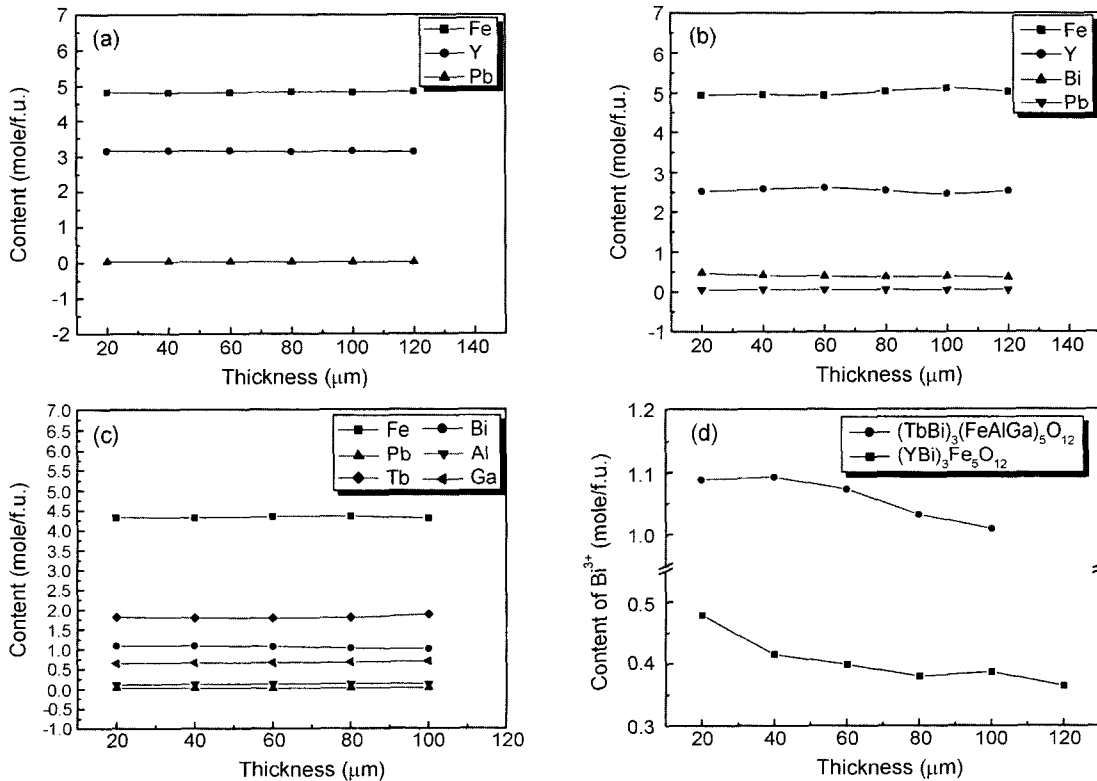 (a)
Fe
Y
Pb
7
6
5
4
3
2
1
0
-1
-2
Content (mole/f.u.)
20 40 60 80 100 120 140
Thickness (μm)
(b)
Fe
Y
Bi
Pb
7
6
5
4
3
2
1
0
-1
Content (mole/f.u.)
20 40 60 80 100 120 140
Thickness (μm)
(c)
Fe Bi
Pb Al
Tb Ga
7.0
6.5
6.0
5.5
5.0
4.5
4.0
3.5
3.0
2.5
2.0
1.5
1.0
0.5
0.0
-0.5
-1.0
Content (mole/f.u.)
20 40 60 80 100 120
Thickness (μm)
(d)
(TbBi)₃(FeAlGa)₅O₁₂
(YBi)₃Fe₅O₁₂
1.2
1.1
1.0
0.5
0.4
0.3
Content of Bi³⁺ (mole/f.u.)
20 40 60 80 100 120
Thickness (μm)